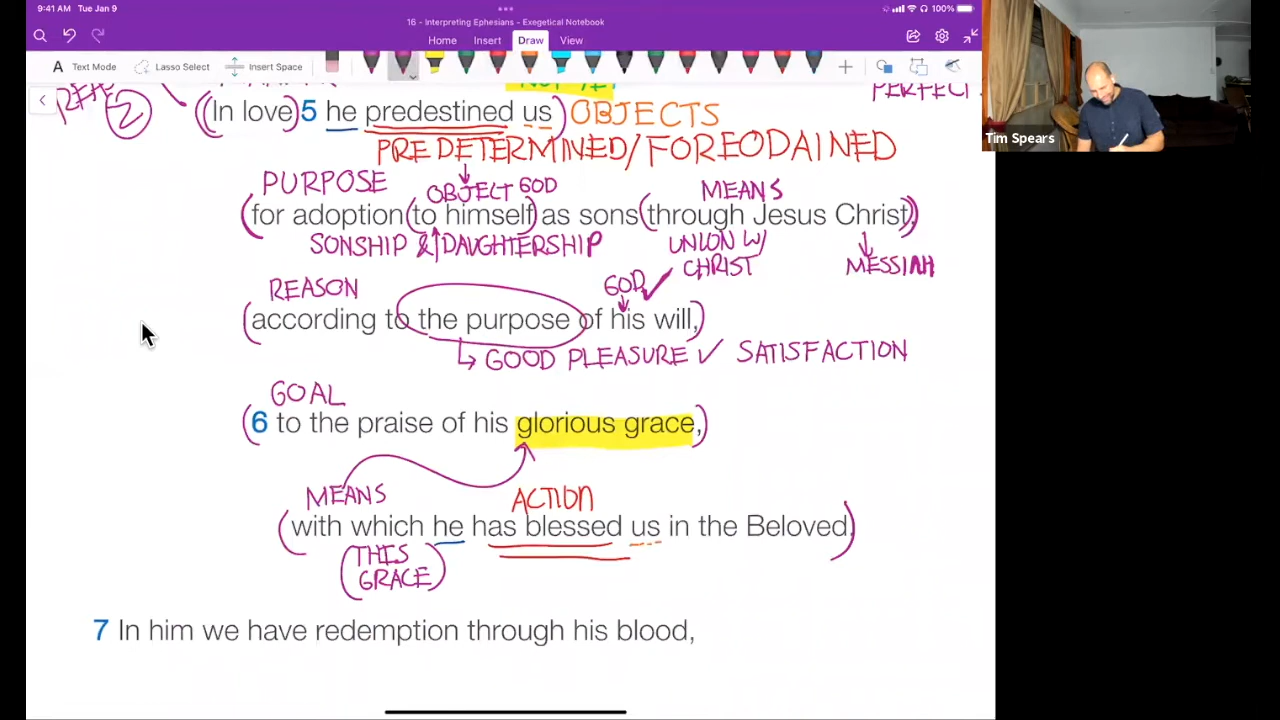 9:41 AM Tue Jan 9
100%
16 - Interpreting Ephesians - Exegetical Notebook
Home Insert Draw View
A Text Mode Lasso Select Insert Space
PERFECT
2 (In love) 5 he predestined us) OBJECTS
PREDETERMINED/FOREODAINED
PURPOSE OBJECT GOD MEANS
(for adoption (to himself) as sons (through Jesus Christ,)
SONSHIP & DAUGHTERSHIP UNION W/ CHRIST MESSIAH
REASON GOD ✓
(according to the purpose of his will,)
↳ GOOD PLEASURE ✓ SATISFACTION
GOAL
(6 to the praise of his glorious grace,)
MEANS ACTION
(with which he has blessed us in the Beloved.)
(THIS GRACE)
7 In him we have redemption through his blood,
Tim Spears